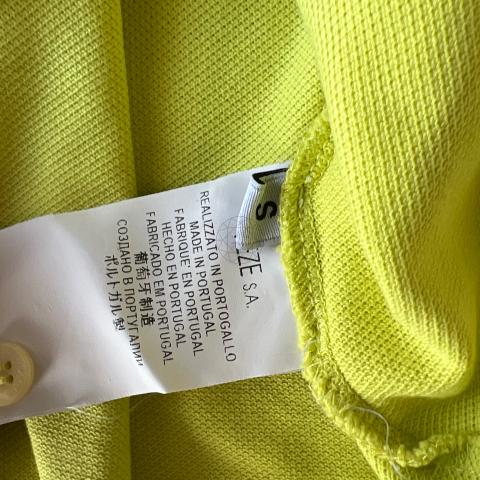 S
ZE S.A.
REALIZZATO IN PORTOGALLO
MADE IN PORTUGAL
FABRIQUE' EN PORTUGAL
HECHO EN PORTUGAL
FABRICADO EM PORTUGAL
葡萄牙制造
СОЗДАНО В ПОРТУГАЛИИ
ポルトガル製